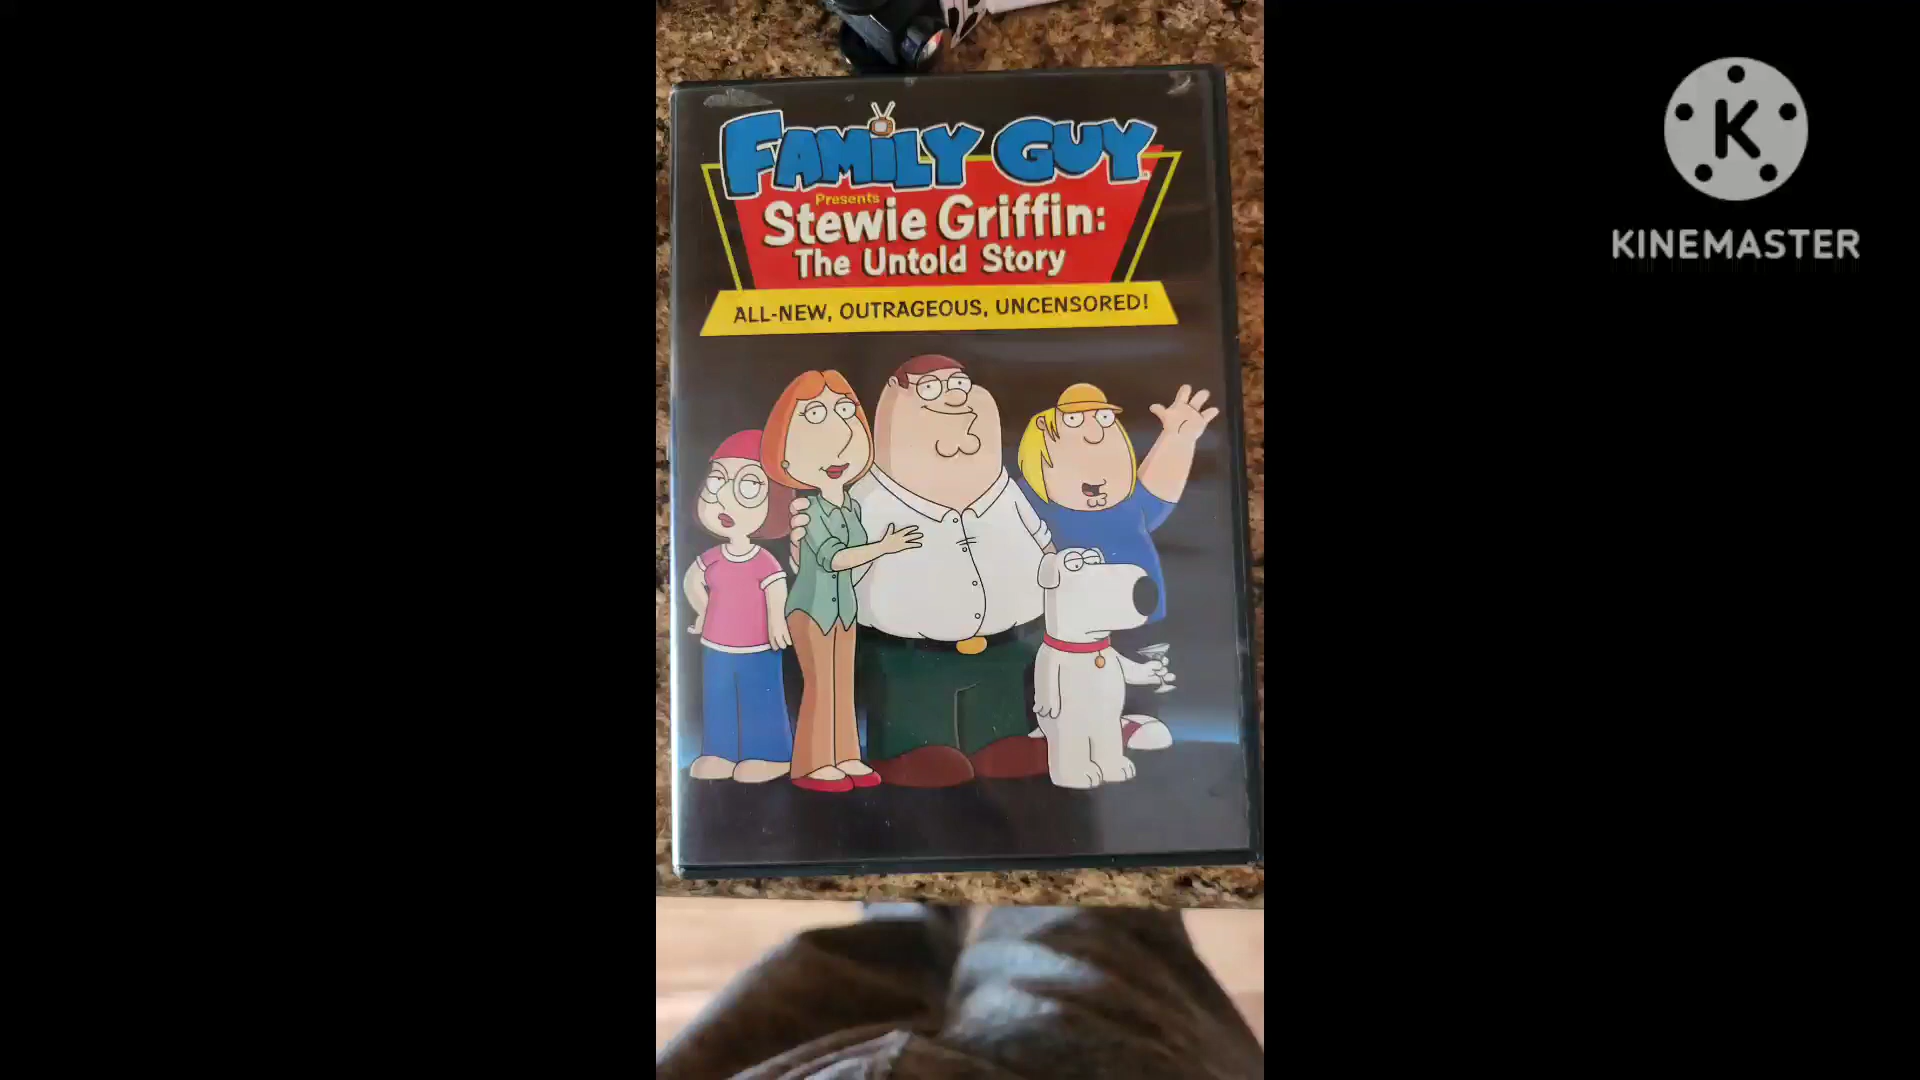 FAMILY GUY
Presents
Stewie Griffin:
The Untold Story
ALL-NEW, OUTRAGEOUS, UNCENSORED!
K
KINEMASTER